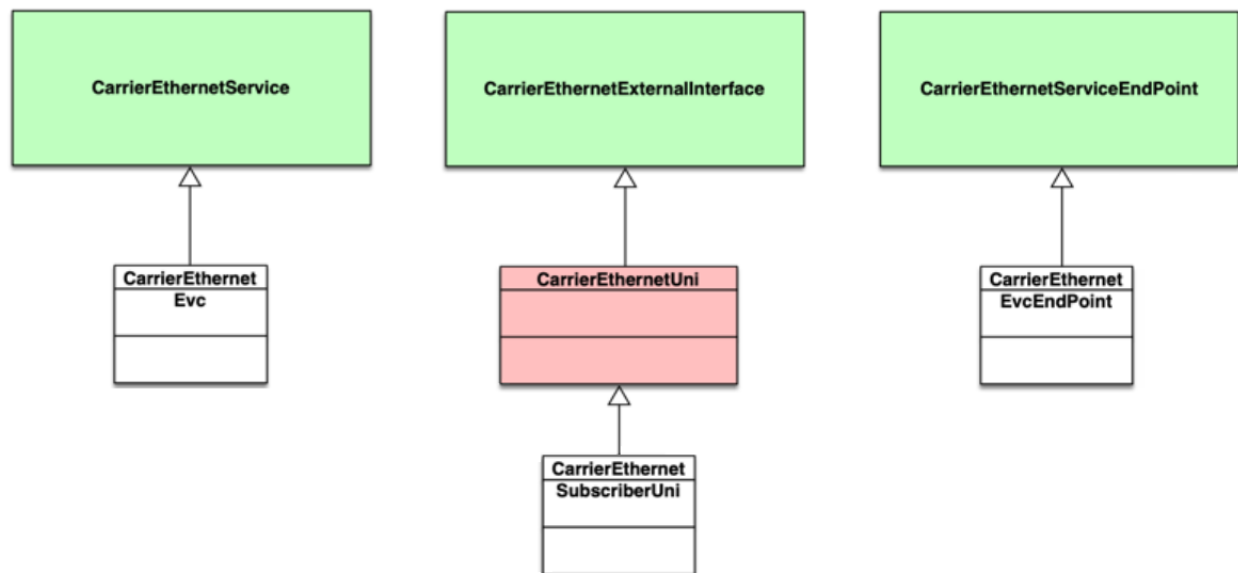 CarrierEthernetService
CarrierEthernetExternalInterface
CarrierEthernetServiceEndPoint
CarrierEthernet
Evc
CarrierEthernetUni
CarrierEthernet
EvcEndPoint
CarrierEthernet
SubscriberUni